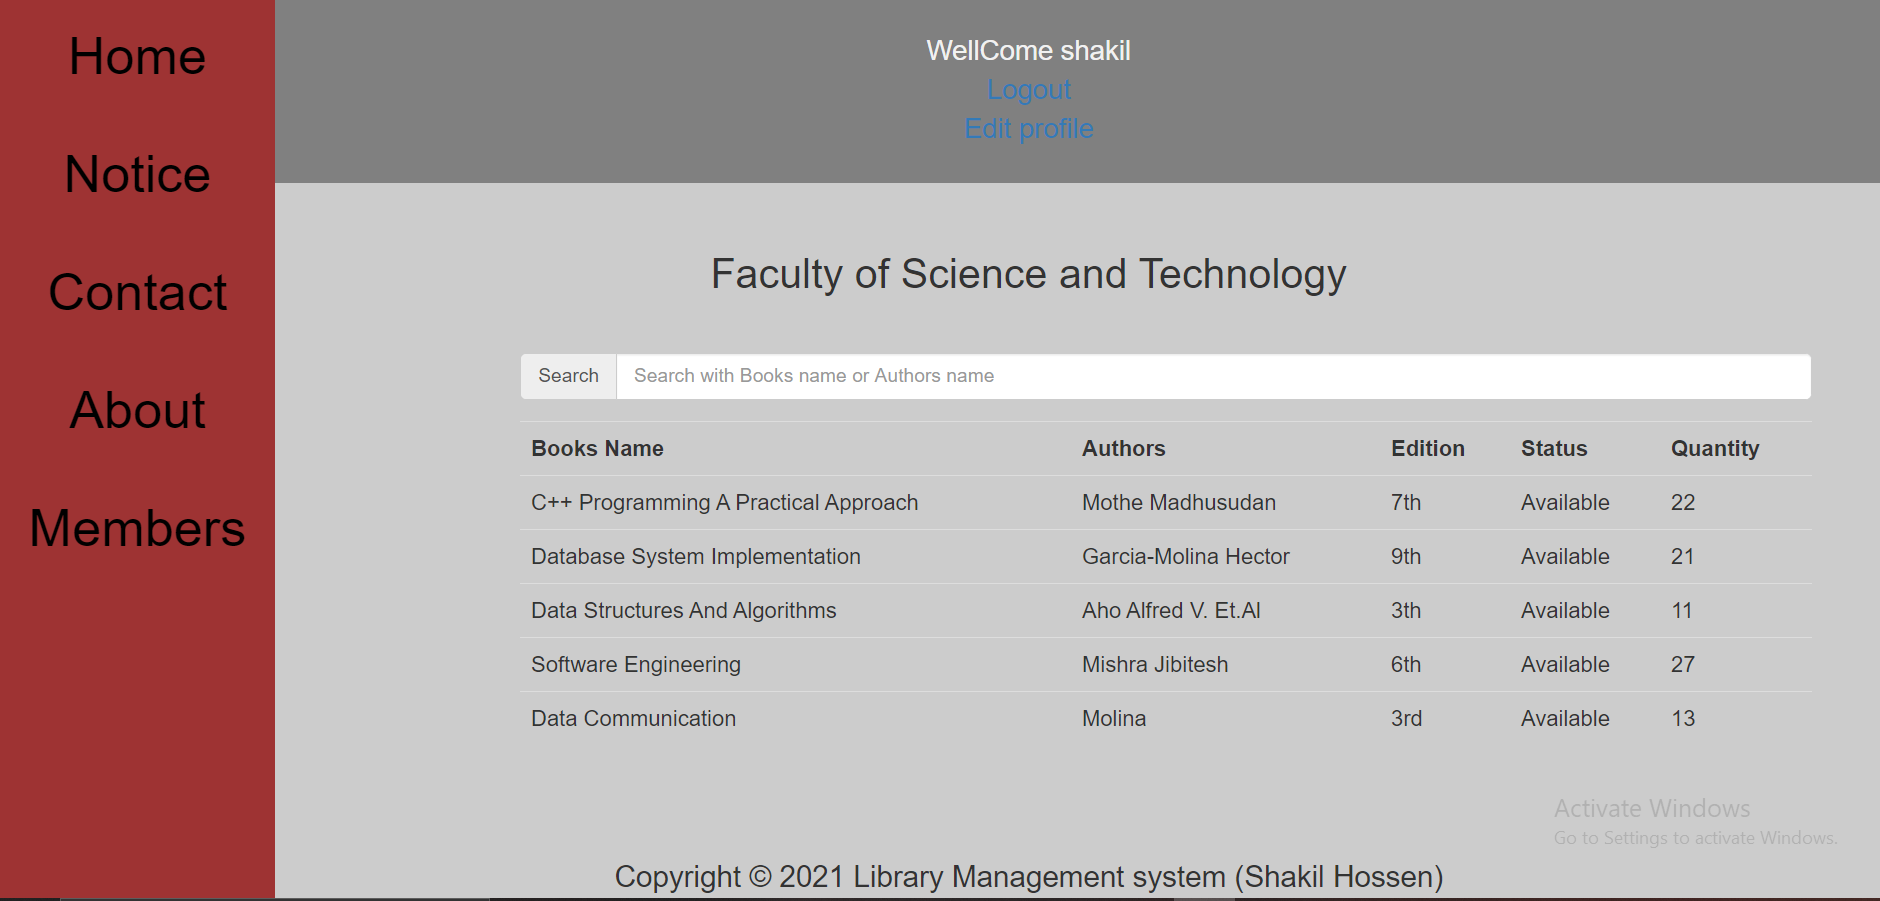 Home
Notice
Contact
About
Members
WellCome shakil
Logout
Edit profile
Faculty of Science and Technology
Search Search with Books name or Authors name
Books Name Authors Edition Status Quantity
C++ Programming A Practical Approach Mothe Madhusudan 7th Available 22
Database System Implementation Garcia-Molina Hector 9th Available 21
Data Structures And Algorithms Aho Alfred V. Et.Al 3th Available 11
Software Engineering Mishra Jibitesh 6th Available 27
Data Communication Molina 3rd Available 13
Activate Windows
Go to Settings to activate Windows.
Copyright © 2021 Library Management system (Shakil Hossen)